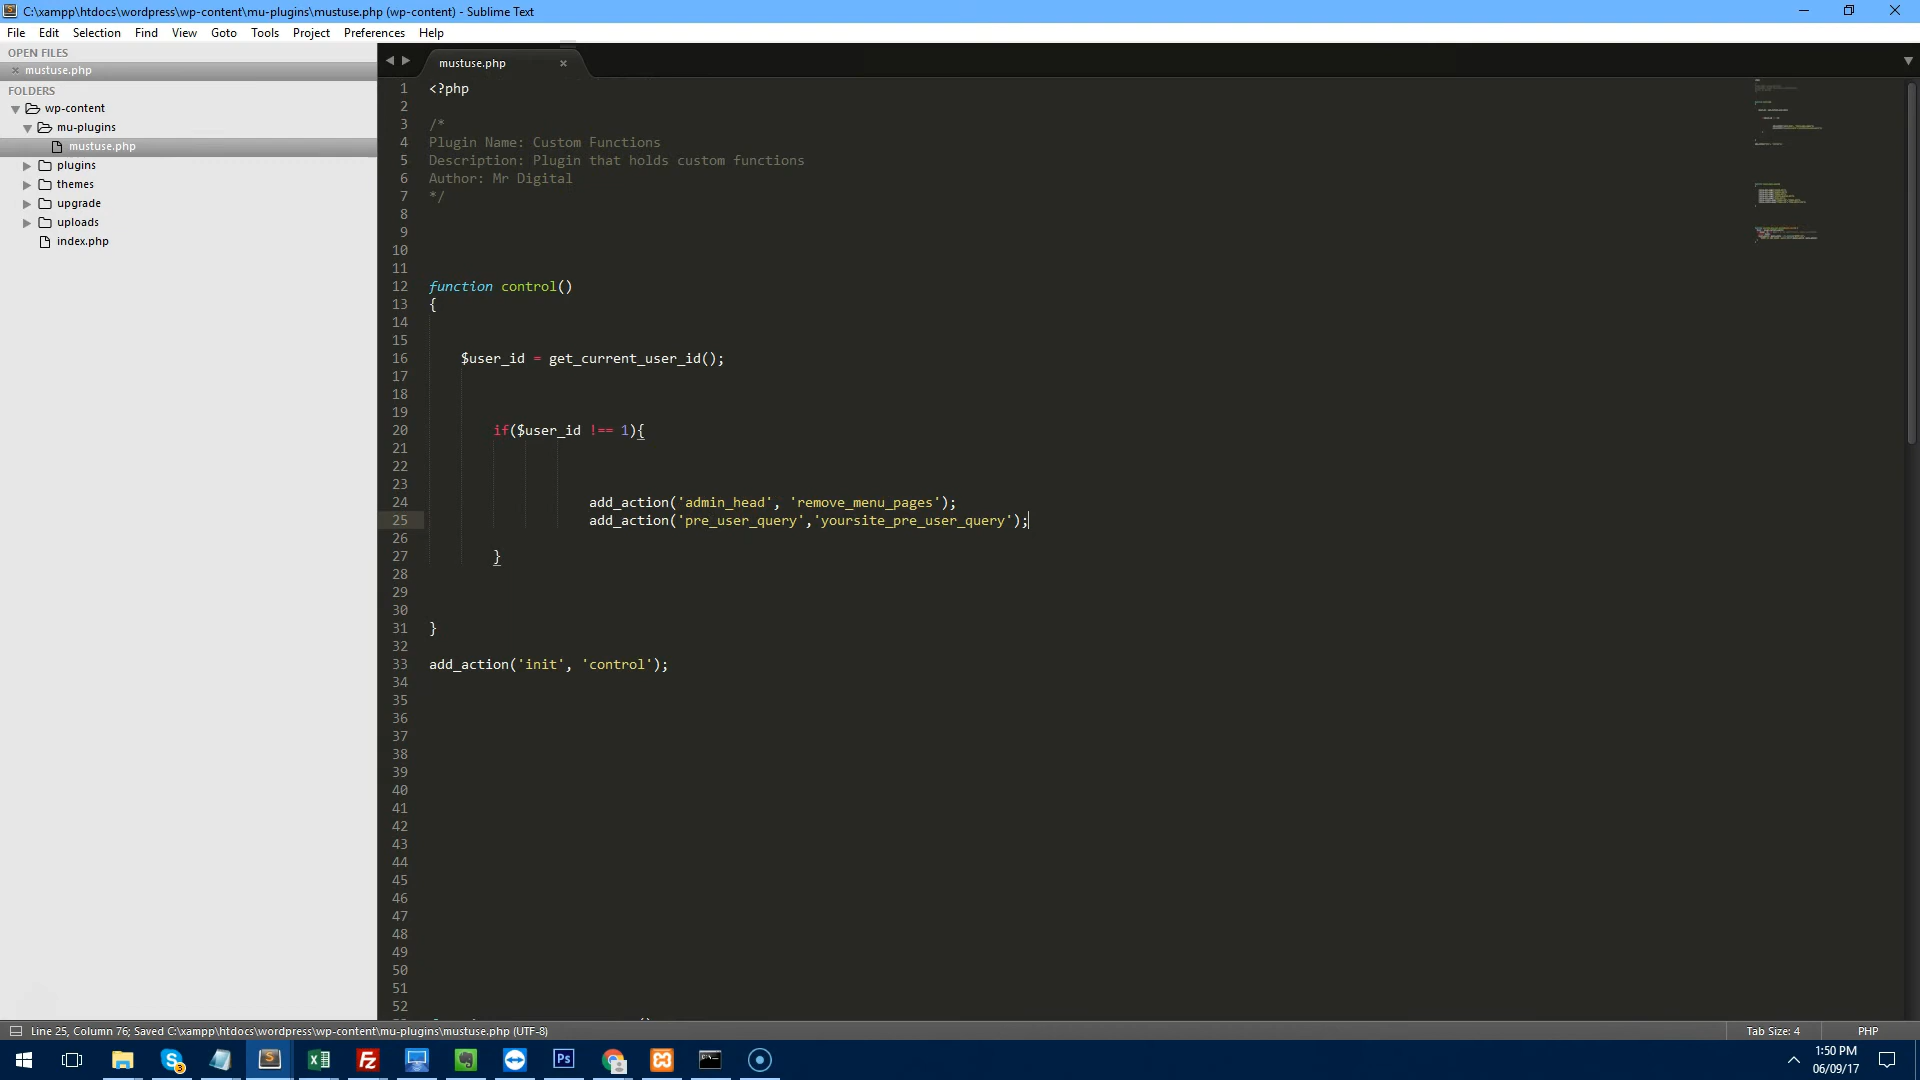 C:\xampp\htdocs\wordpress\wp-content\mu-plugins\mustuse.php (wp-content) - Sublime Text
File Edit Selection Find View Goto Tools Project Preferences Help
OPEN FILES
mustuse.php
FOLDERS
wp-content
mu-plugins
mustuse.php
plugins
themes
upgrade
uploads
index.php
mustuse.php
1 <?php
2
3 /*
4 Plugin Name: Custom Functions
5 Description: Plugin that holds custom functions
6 Author: Mr Digital
7 */
8
9
10
11
12 function control()
13 {
14
15
16 $user_id = get_current_user_id();
17
18
19
20 if($user_id !== 1){
21
22
23
24 add_action('admin_head', 'remove_menu_pages');
25 add_action('pre_user_query','yoursite_pre_user_query');
26
27 }
28
29
30
31 }
32
33 add_action('init', 'control');
34
35
36
37
38
39
40
41
42
43
44
45
46
47
48
49
50
51
52
Line 25, Column 76; Saved C:\xampp\htdocs\wordpress\wp-content\mu-plugins\mustuse.php (UTF-8)
Tab Size: 4
PHP
3
Ps
1:50 PM
06/09/17